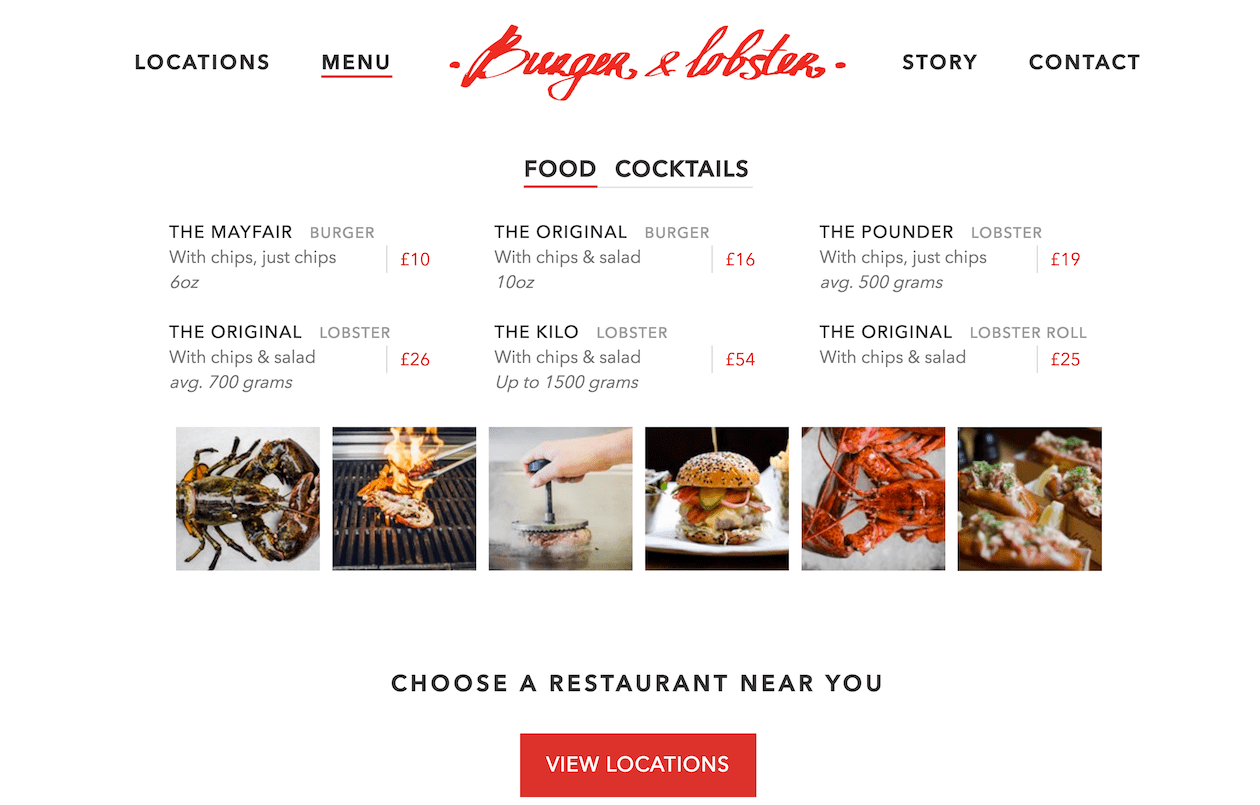 LOCATIONS MENU Burger & lobster STORY CONTACT
FOOD COCKTAILS
THE MAYFAIR BURGER
With chips, just chips £10
6oz
THE ORIGINAL BURGER
With chips & salad £16
10oz
THE POUNDER LOBSTER
With chips, just chips £19
avg. 500 grams
THE ORIGINAL LOBSTER
With chips & salad £26
avg. 700 grams
THE KILO LOBSTER
With chips & salad £54
Up to 1500 grams
THE ORIGINAL LOBSTER ROLL
With chips & salad £25
CHOOSE A RESTAURANT NEAR YOU
VIEW LOCATIONS